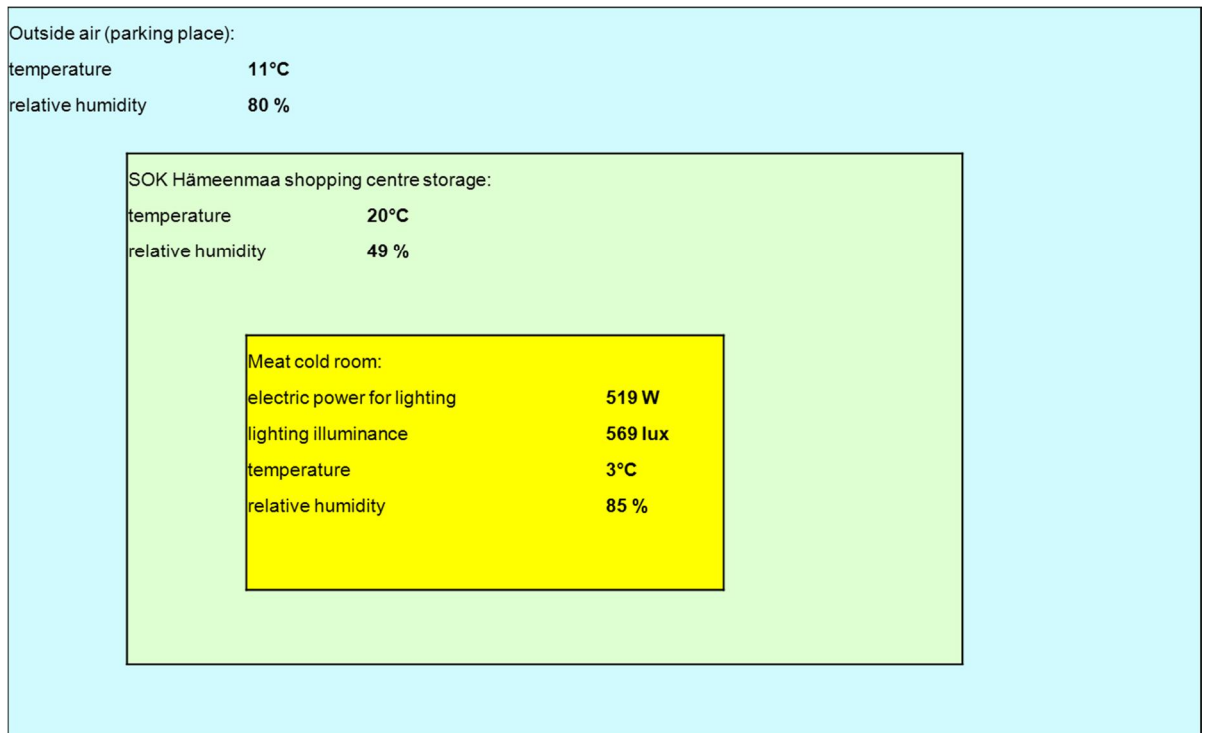 Outside air (parking place):
temperature 11°C
relative humidity 80 %
SOK Hämeenmaa shopping centre storage:
temperature 20°C
relative humidity 49 %
Meat cold room:
electric power for lighting 519 W
lighting illuminance 569 lux
temperature 3°C
relative humidity 85 %